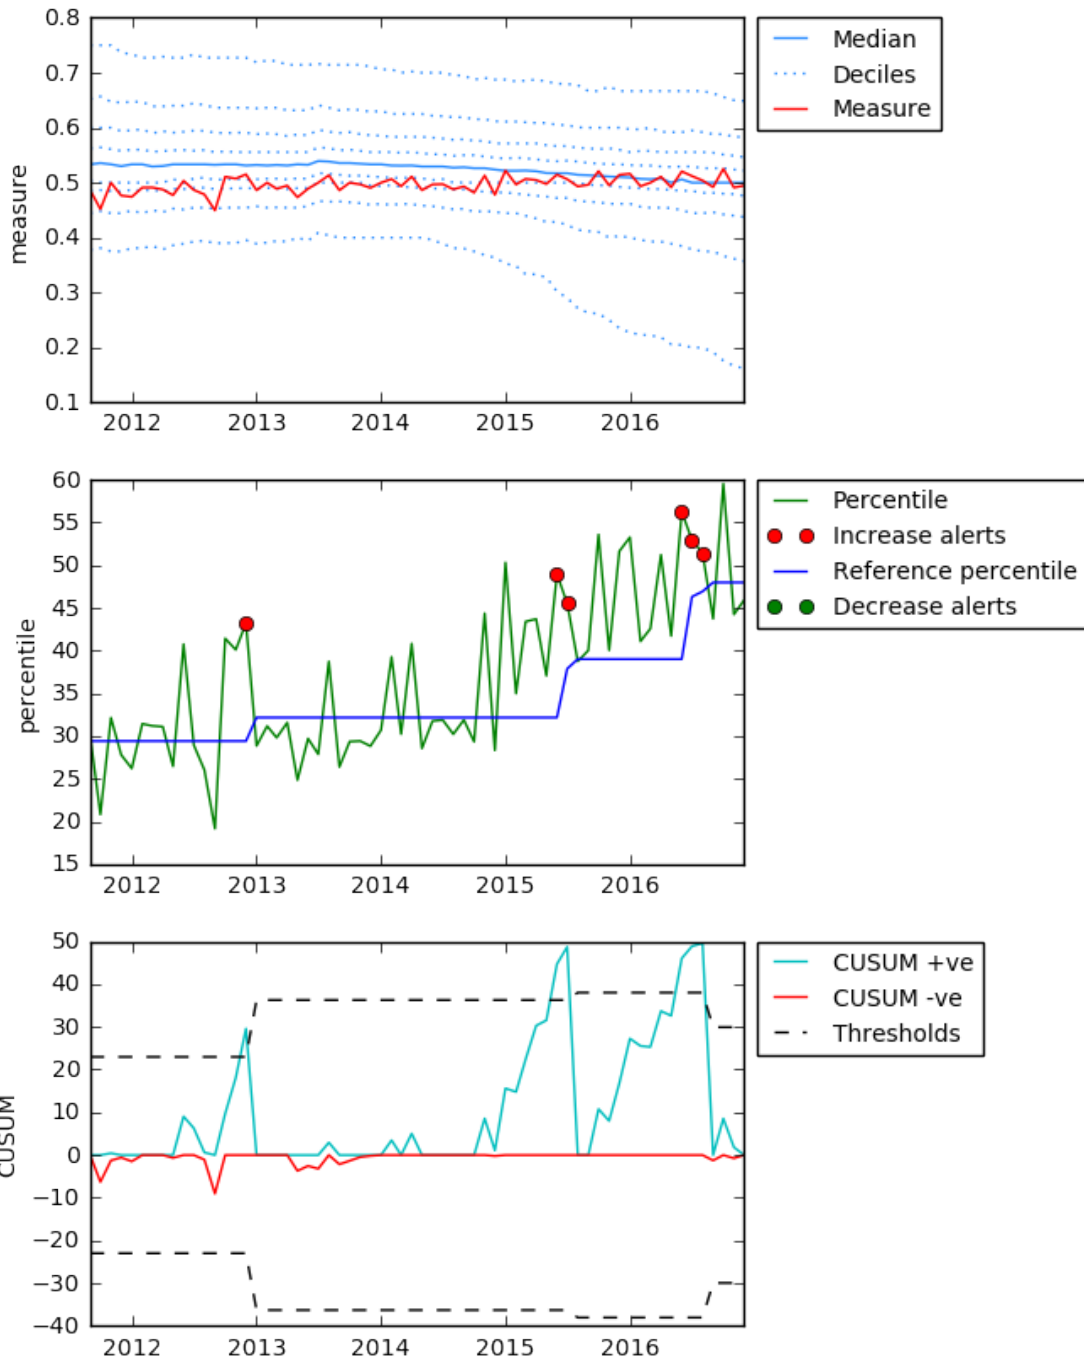 0.8
0.7
0.6
0.5
0.4
0.3
0.2
0.1
measure
2012 2013 2014 2015 2016
Median
Deciles
Measure
60
55
50
45
40
35
30
25
20
15
percentile
2012 2013 2014 2015 2016
Percentile
Increase alerts
Reference percentile
Decrease alerts
50
40
30
20
10
0
−10
−20
−30
−40
CUSUM
2012 2013 2014 2015 2016
CUSUM +ve
CUSUM -ve
Thresholds